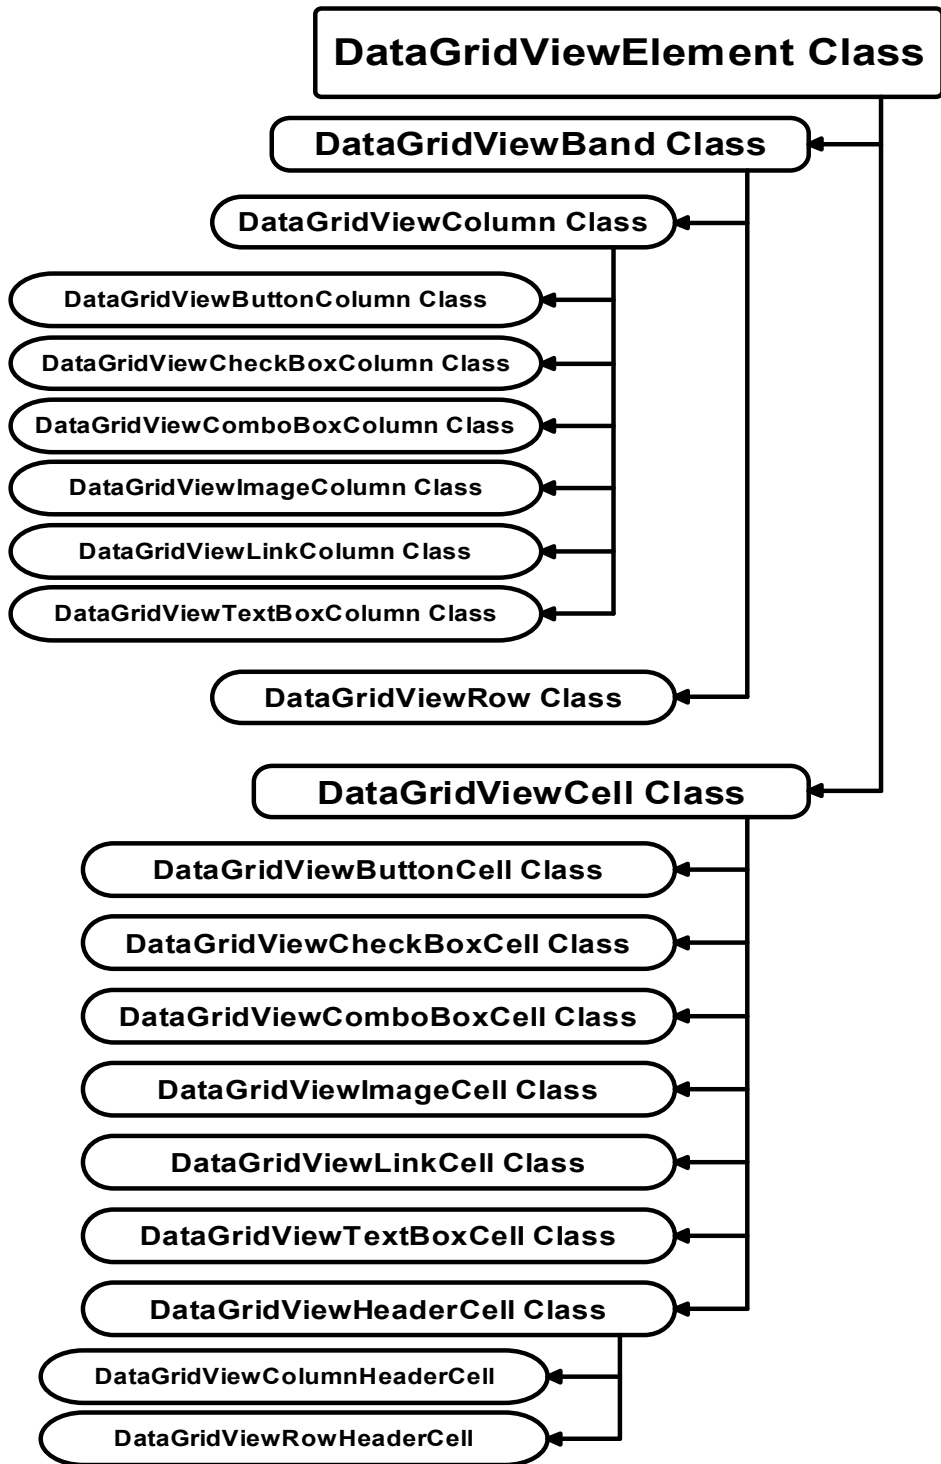 DataGridViewElement Class
DataGridViewBand Class
DataGridViewColumn Class
DataGridViewButtonColumn Class
DataGridViewCheckBoxColumn Class
DataGridViewComboBoxColumn Class
DataGridViewImageColumn Class
DataGridViewLinkColumn Class
DataGridViewTextBoxColumn Class
DataGridViewRow Class
DataGridViewCell Class
DataGridViewButtonCell Class
DataGridViewCheckBoxCell Class
DataGridViewComboBoxCell Class
DataGridViewImageCell Class
DataGridViewLinkCell Class
DataGridViewTextBoxCell Class
DataGridViewHeaderCell Class
DataGridViewColumnHeaderCell
DataGridViewRowHeaderCell